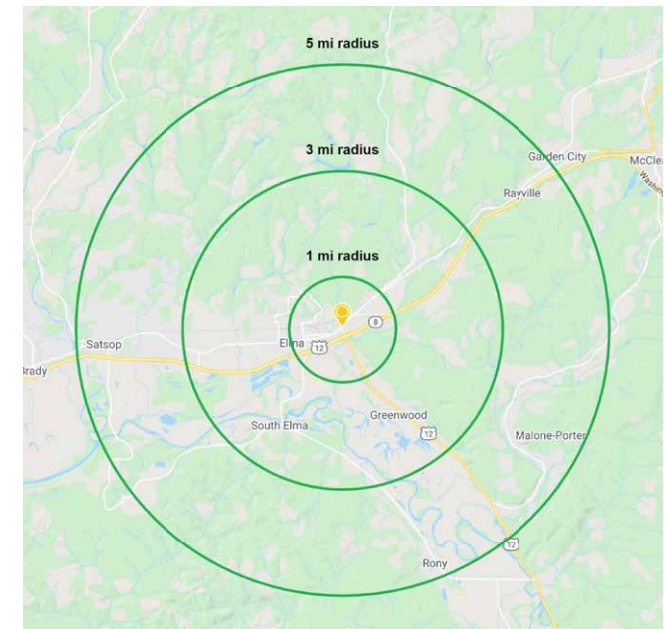 5 mi radius
3 mi radius
Garden City
McClea
Washing
Rayville
1 mi radius
8
Elma
12
Satsop
Brady
Greenwood
South Elma
12
Malone-Porter
12
Rony